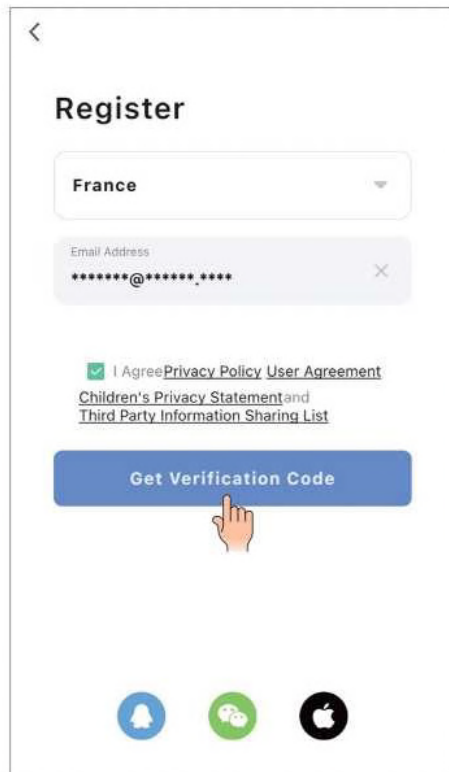 Register
France
Email Address
*******@******.****
I AgreePrivacy Policy User Agreement
Children's Privacy Statementand
Third Party Information Sharing List
Get Verification Code